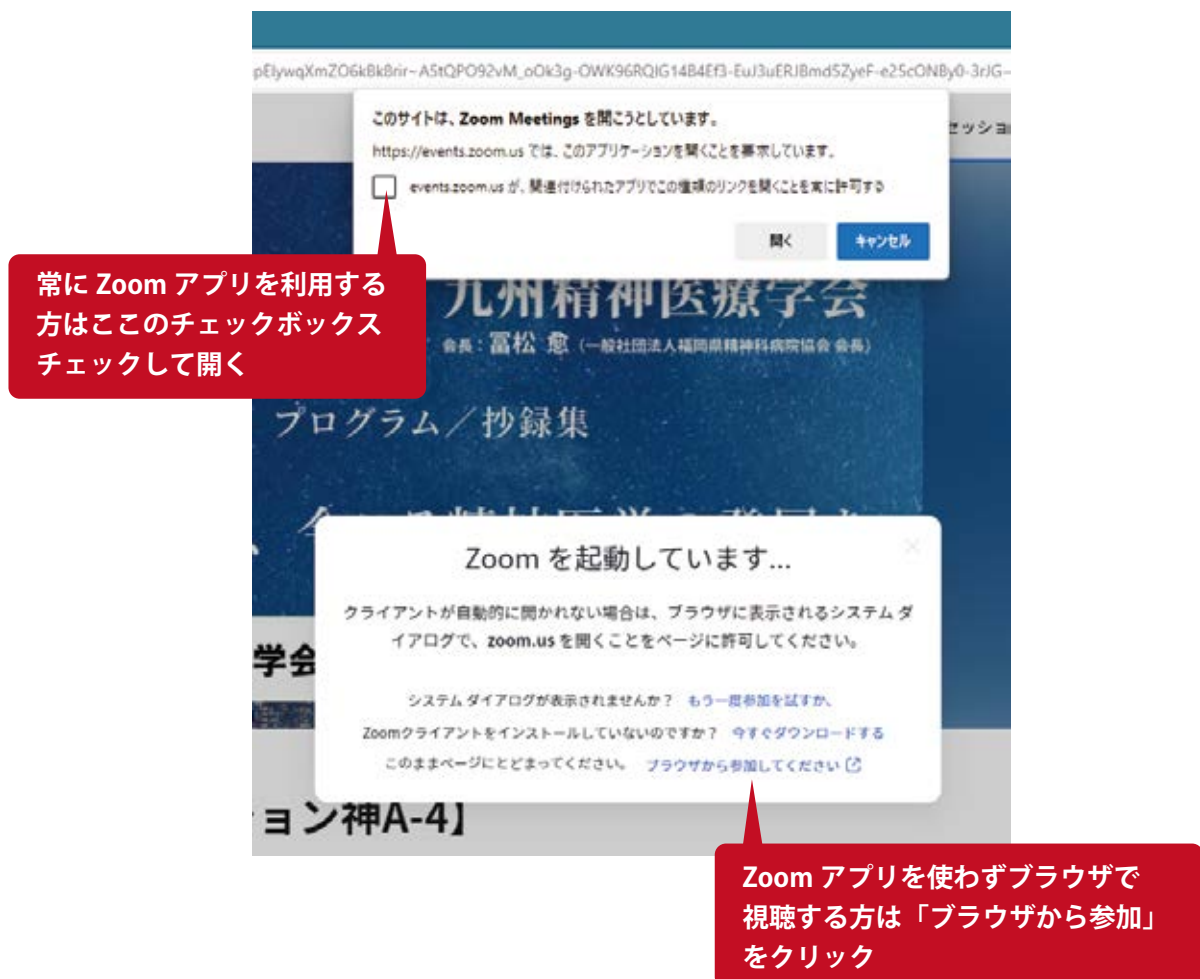 pElywqXmZO6kBk8rir~A5tQPO92vM_oOk3g-OWK96RQIG14B4Ef3-EuJ3uERJBmd5ZyeF-e25cONBy0-3rJG~
このサイトは、Zoom Meetings を開こうとしています。
セッション
https://events.zoom.us では、このアプリケーションを開くことを要求しています。
events.zoom.us が、関連付けられたアプリでこの種類のリンクを開くことを常に許可する
開く キャンセル
常に Zoom アプリを利用する
方はここのチェックボックス
チェックして開く
九州精神医療学会
会長：冨松 愈（一般社団法人福岡県精神科病院協会 会長）
プログラム／抄録集
Zoom を起動しています...
クライアントが自動的に開かれない場合は、ブラウザに表示されるシステム ダ
イアログで、zoom.us を開くことをページに許可してください。
学会
システム ダイアログが表示されませんか？ もう一度参加を試すか、
Zoomクライアントをインストールしていないのですか？ 今すぐダウンロードする
このままページにとどまってください。 ブラウザから参加してください
ョン神A-4】
Zoom アプリを使わずブラウザで
視聴する方は「ブラウザから参加」
をクリック